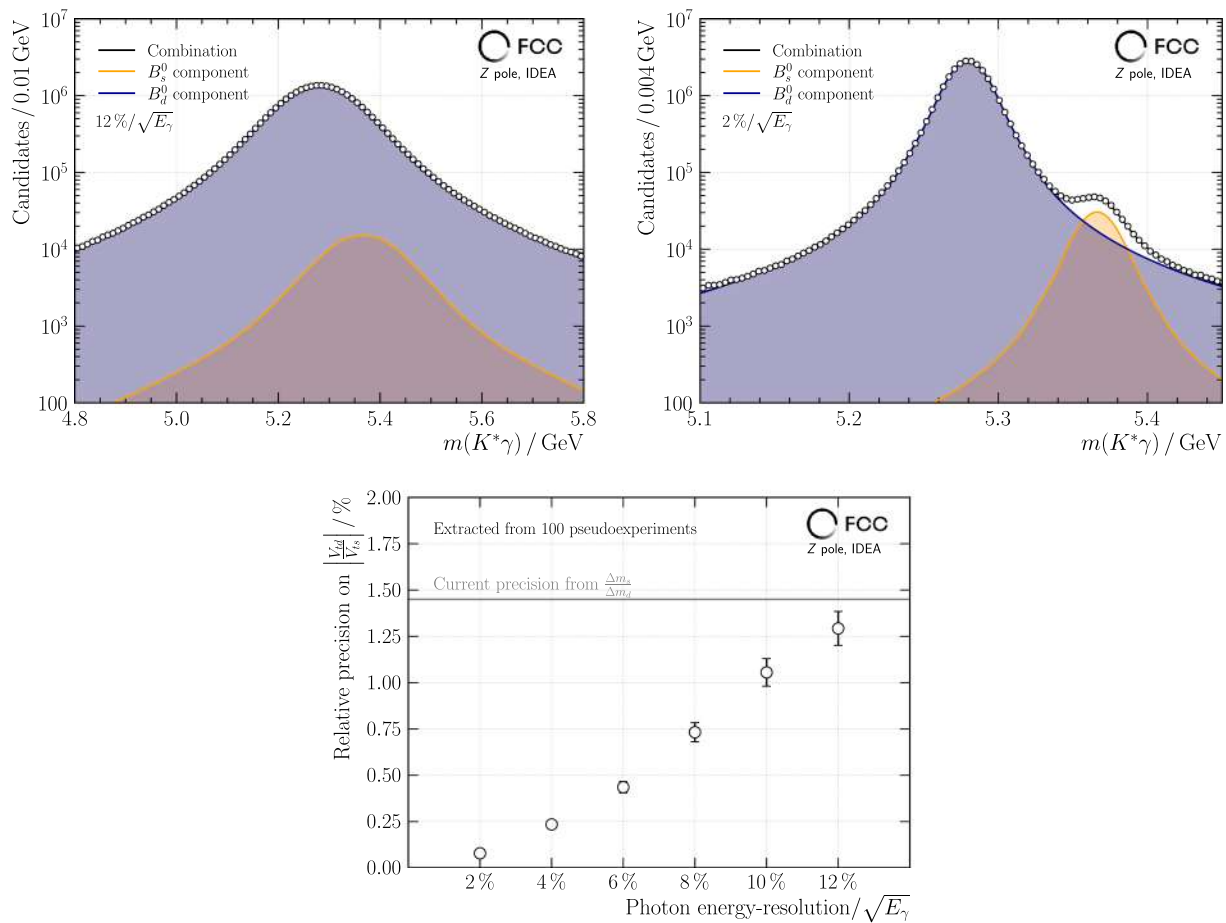 10^7
10^6
10^5
10^4
10^3
100
Candidates / 0.01 GeV
Combination
B_s^0 component
B_d^0 component
12 %/√E_γ
FCC
Z pole, IDEA
4.8 5.0 5.2 5.4 5.6 5.8
m(K*γ) / GeV
10^7
10^6
10^5
10^4
10^3
100
Candidates / 0.004 GeV
Combination
B_s^0 component
B_d^0 component
2 %/√E_γ
FCC
Z pole, IDEA
5.1 5.2 5.3 5.4
m(K*γ) / GeV
2.00
1.75
1.50
1.25
1.00
0.75
0.50
0.25
0.00
Relative precision on |V_td/V_ts| / %
Extracted from 100 pseudoexperiments
FCC
Z pole, IDEA
Current precision from Δm_s/Δm_d
2 % 4 % 6 % 8 % 10 % 12 %
Photon energy-resolution/√E_γ